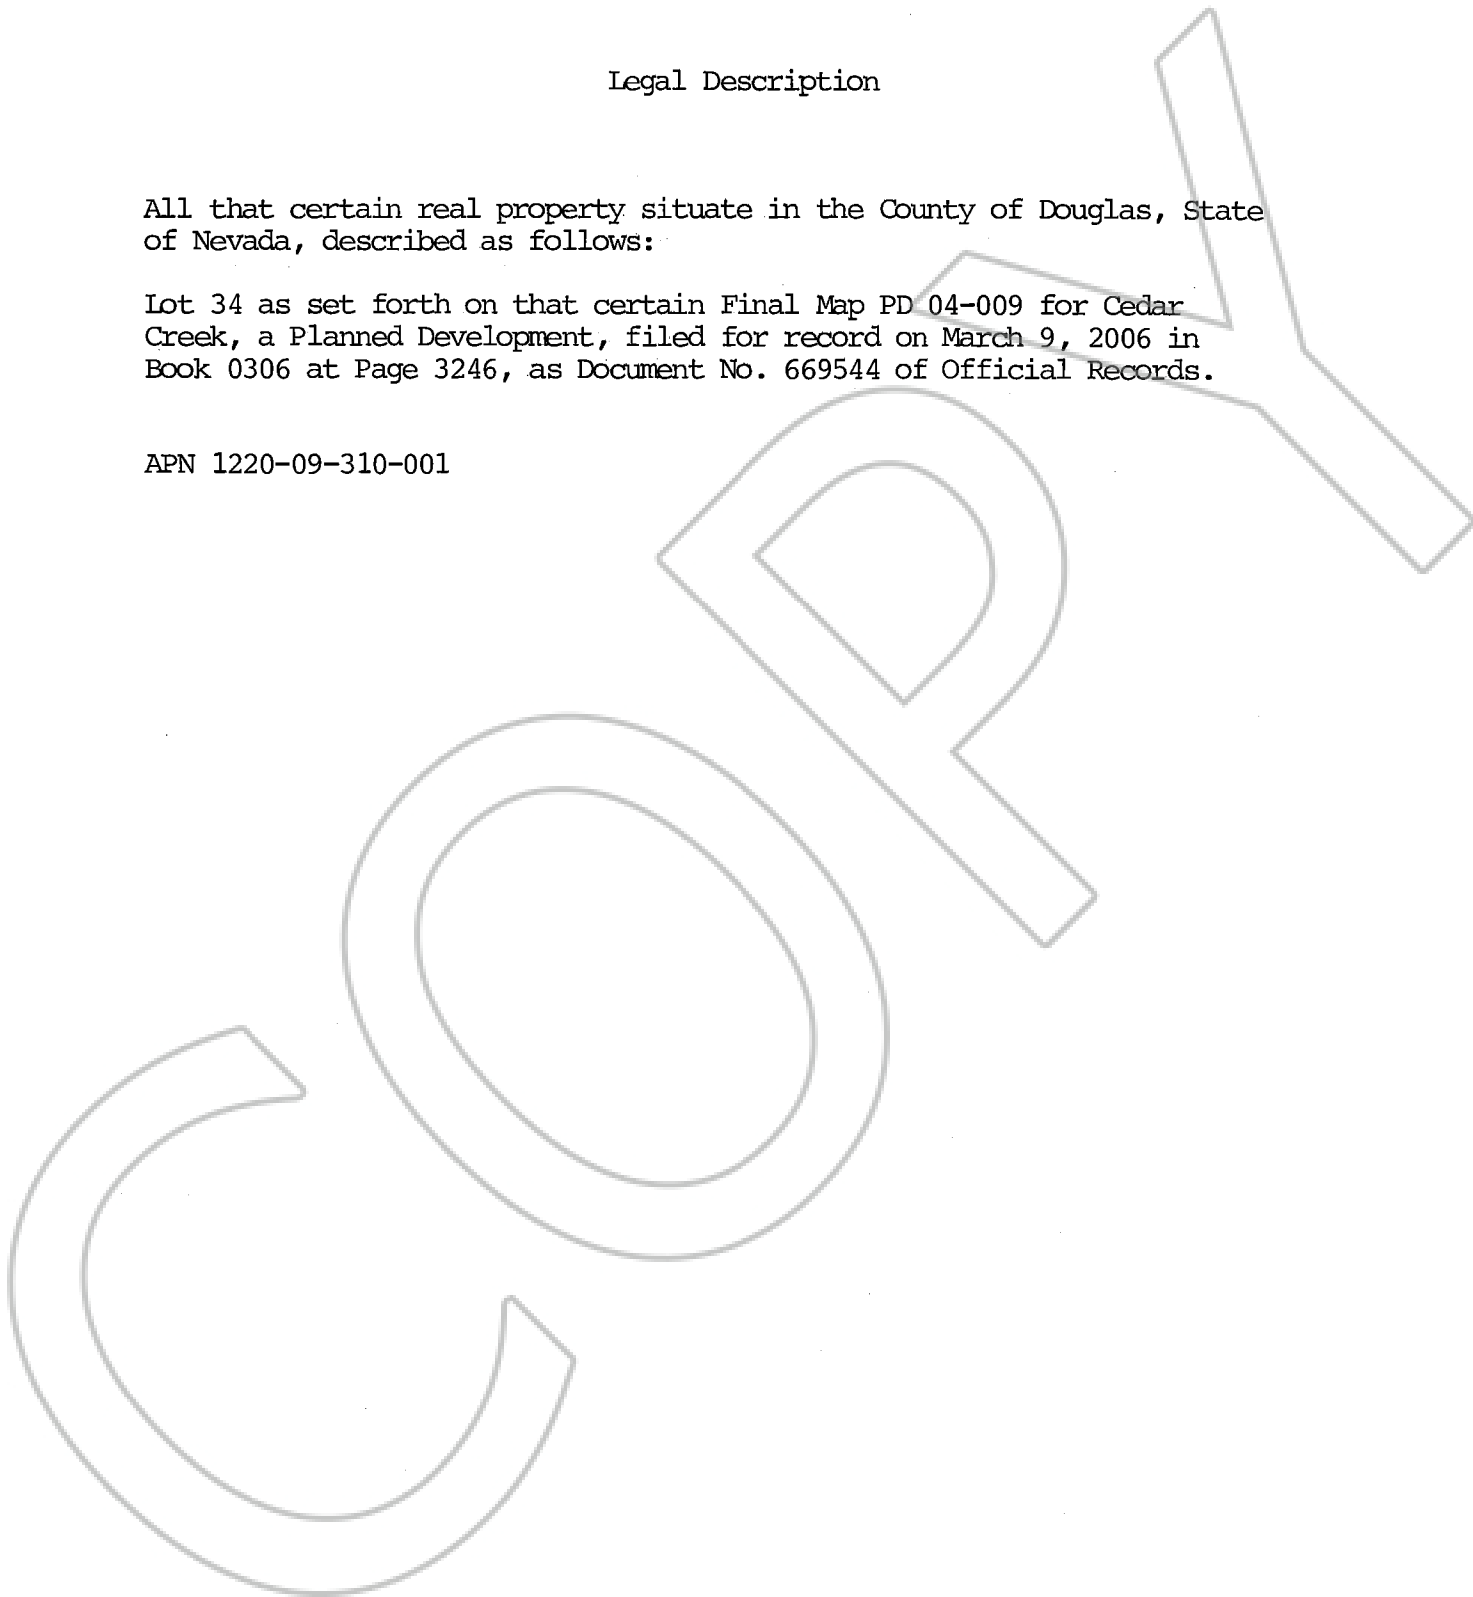 Legal Description
All that certain real property situate in the County of Douglas, State
of Nevada, described as follows:
Lot 34 as set forth on that certain Final Map PD 04-009 for Cedar
Creek, a Planned Development, filed for record on March 9, 2006 in
Book 0306 at Page 3246, as Document No. 669544 of Official Records.
APN 1220-09-310-001
COPY